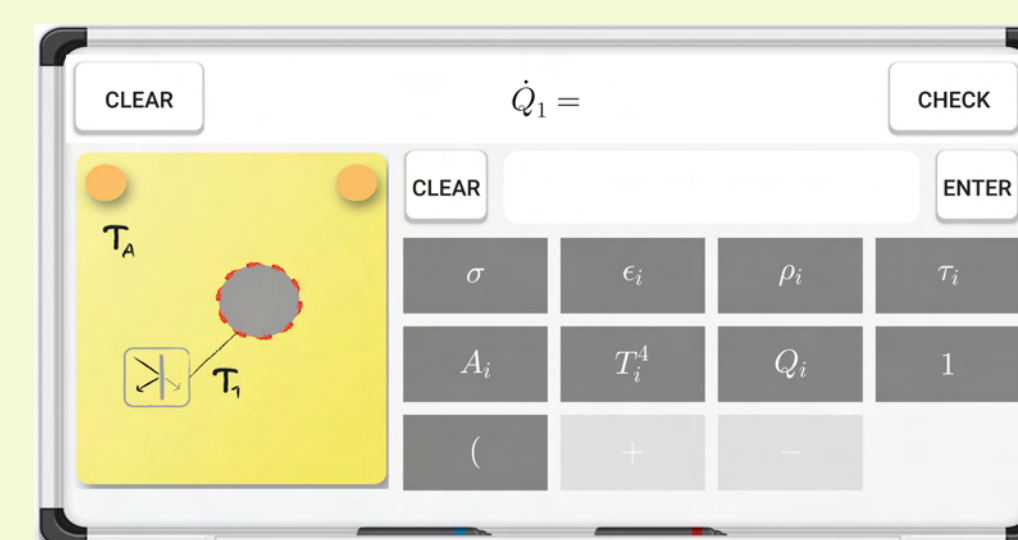 CLEAR
Q̇₁ =
CHECK
CLEAR
ENTER
T_A
T₁
σ
ϵᵢ
ρᵢ
τᵢ
Aᵢ
Tᵢ⁴
Qᵢ
1
(
+
−